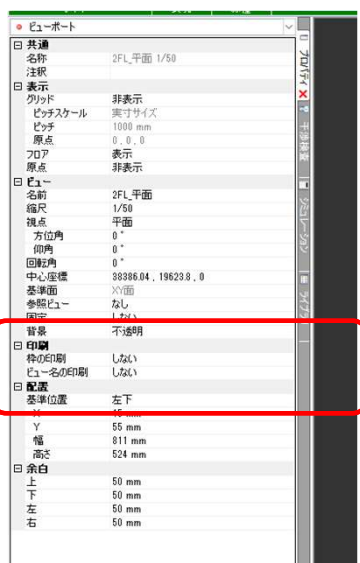 ビューポート
共通
名称 2FL_平面 1/50
注釈
表示
グリッド 非表示
ピッチスケール 実寸サイズ
ピッチ 1000 mm
原点 0 , 0 , 0
フロア 表示
原点 非表示
ビュー
名前 2FL_平面
縮尺 1/50
視点 平面
方位角 0 °
仰角 0 °
回転角 0 °
中心座標 38386.04 , 19623.8 , 0
基準面 XY面
参照ビュー なし
固定 しない
背景 不透明
印刷
枠の印刷 しない
ビュー名の印刷 しない
配置
基準位置 左下
X 15 mm
Y 55 mm
幅 811 mm
高さ 524 mm
余白
上 50 mm
下 50 mm
左 50 mm
右 50 mm
プロパティ
干渉検査
シミュレーション